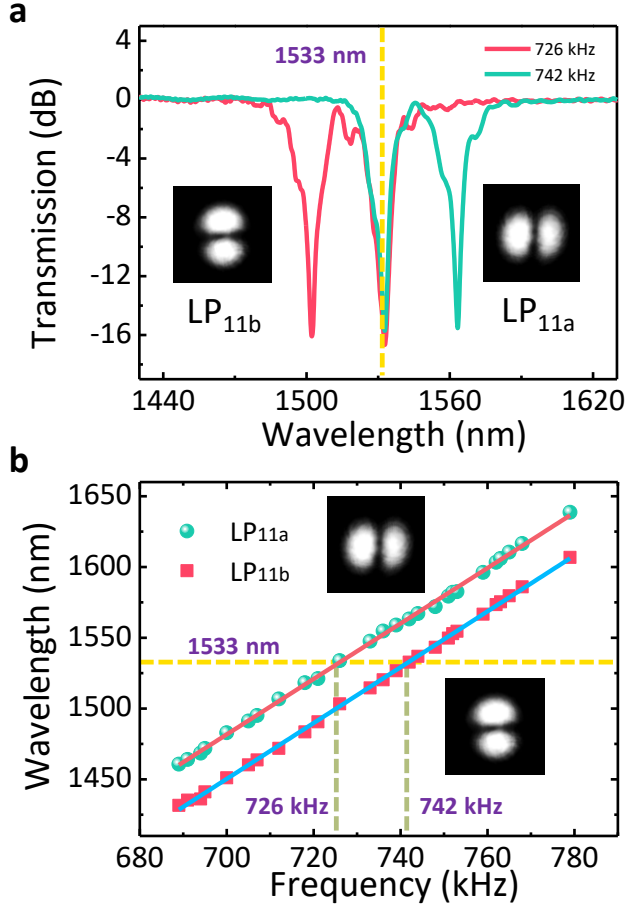 a
4
0
-4
-8
-12
-16
Transmission (dB)
1533 nm
726 kHz
742 kHz
LP11b
LP11a
1440
1500
1560
1620
Wavelength (nm)
b
1650
1600
1550
1500
1450
Wavelength (nm)
LP11a
LP11b
1533 nm
726 kHz
742 kHz
680
700
720
740
760
780
Frequency (kHz)